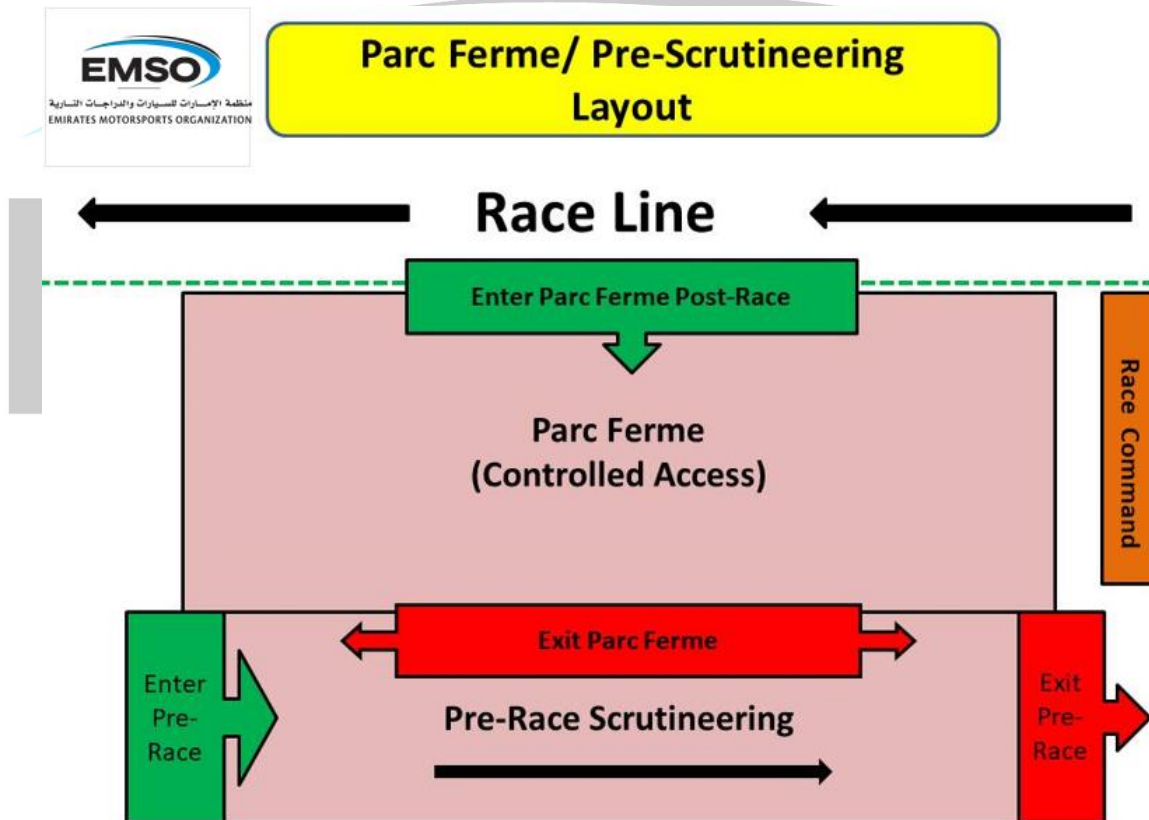 EMSO
منظمة الإمارات للسيارات والدراجات النارية
EMIRATES MOTORSPORTS ORGANIZATION
Parc Ferme/ Pre-Scrutineering
Layout
Race Line
Enter Parc Ferme Post-Race
Parc Ferme
(Controlled Access)
Race Command
Exit Parc Ferme
Enter
Pre-
Race
Pre-Race Scrutineering
Exit
Pre-
Race